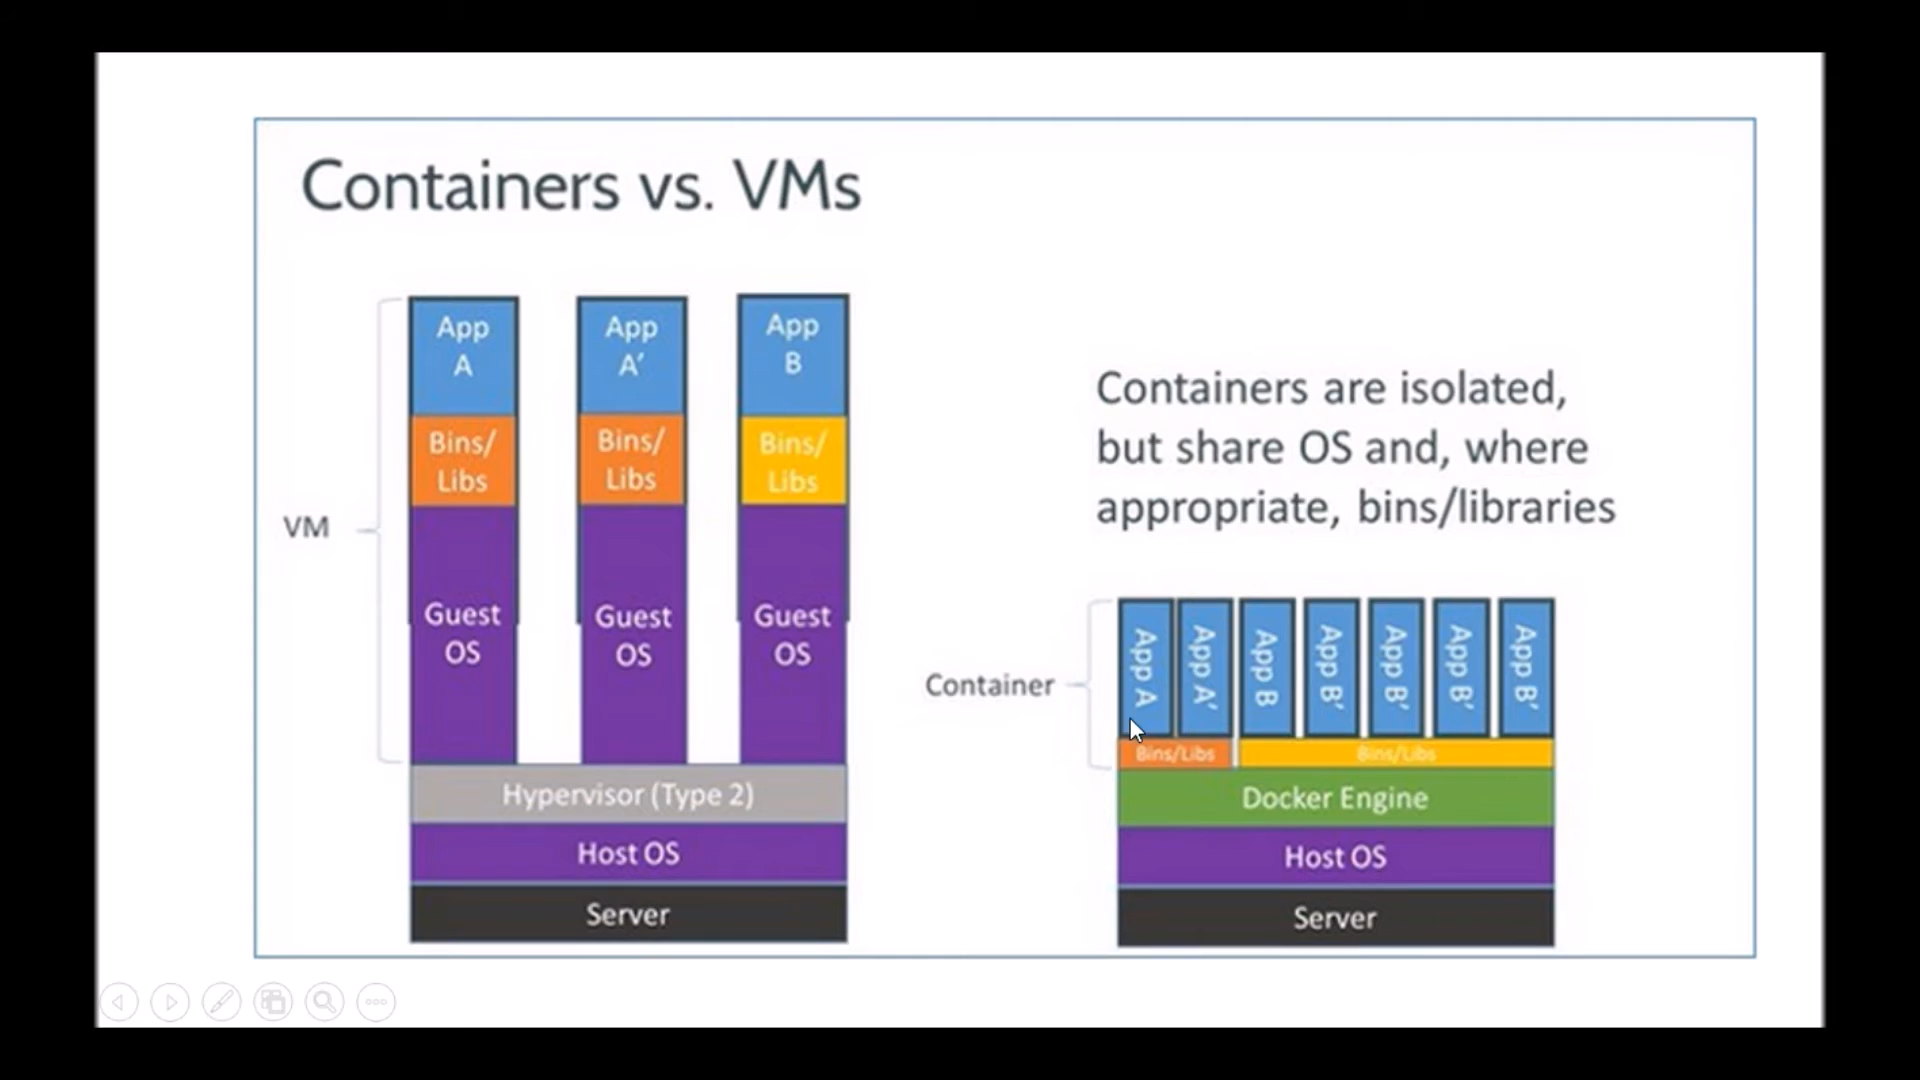 Containers vs. VMs
VM
App
A
Bins/
Libs
Guest
OS
App
A’
Bins/
Libs
Guest
OS
App
B
Bins/
Libs
Guest
OS
Hypervisor (Type 2)
Host OS
Server
Containers are isolated,
but share OS and, where
appropriate, bins/libraries
Container
App A
App A’
App B
App B’
App B’
App B’
App B’
Bins/Libs
Bins/Libs
Docker Engine
Host OS
Server